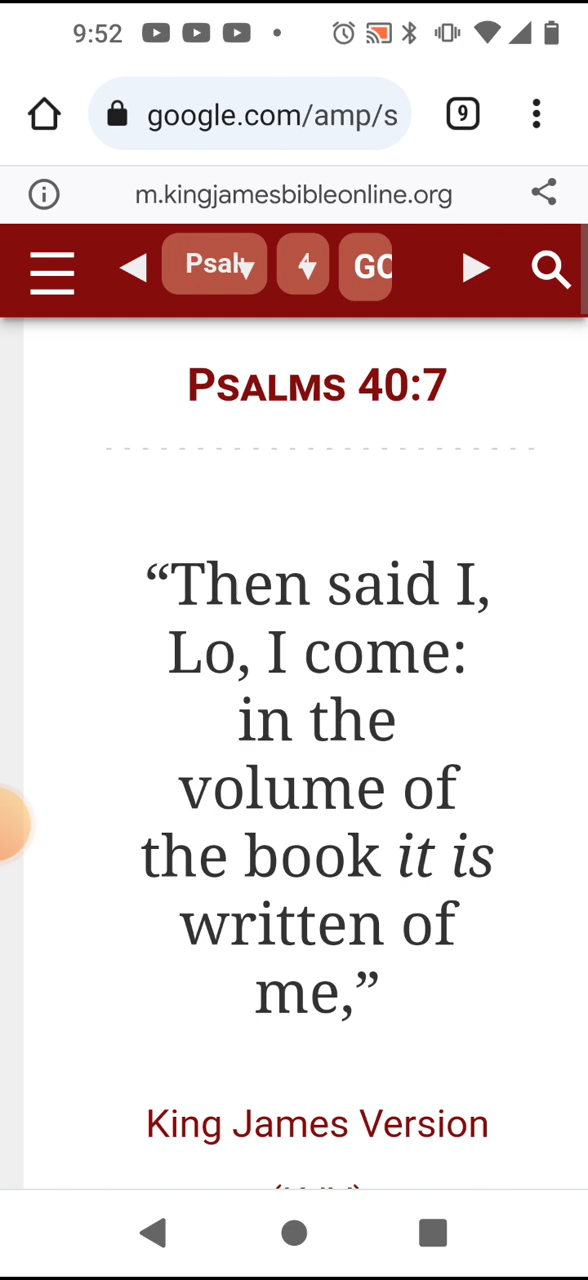 9:52
google.com/amp/s
9
m.kingjamesbibleonline.org
Psal
4
GO
PSALMS 40:7
“Then said I,
Lo, I come:
in the
volume of
the book it is
written of
me,”
King James Version